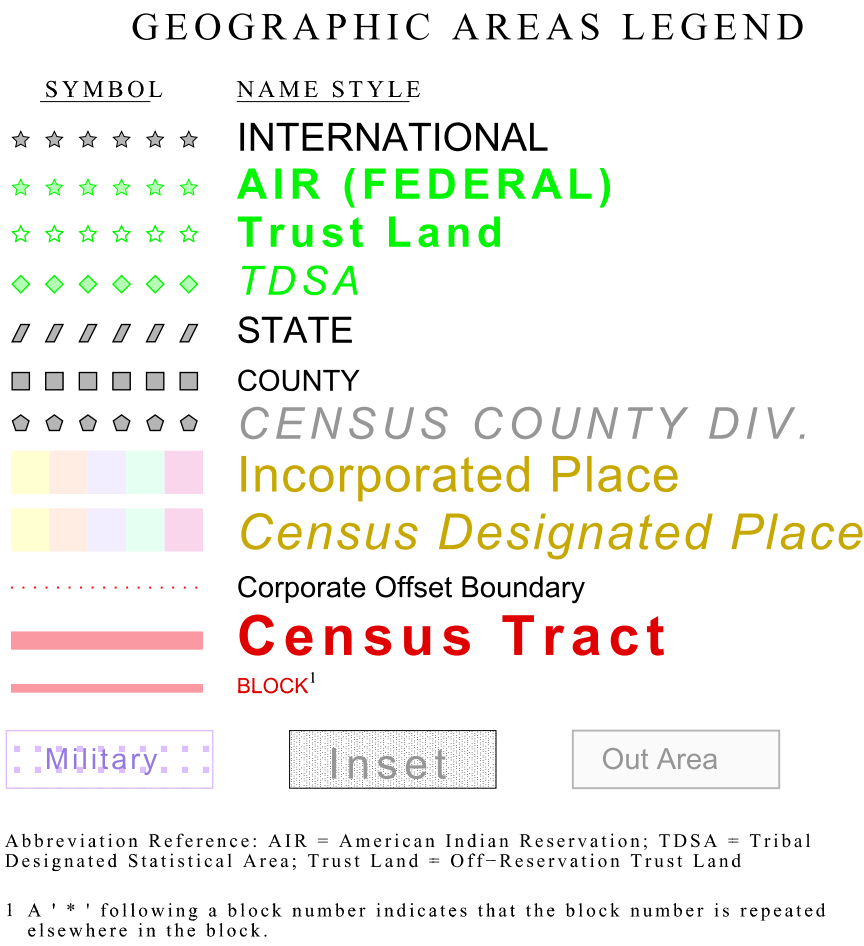 GEOGRAPHIC AREAS LEGEND
SYMBOL NAME STYLE
INTERNATIONAL
AIR (FEDERAL)
Trust Land
TDSA
STATE
COUNTY
CENSUS COUNTY DIV.
Incorporated Place
Census Designated Place
Corporate Offset Boundary
Census Tract
BLOCK1
Military Inset Out Area
Abbreviation Reference: AIR = American Indian Reservation; TDSA = Tribal
Designated Statistical Area; Trust Land = Off−Reservation Trust Land
1 A ' * ' following a block number indicates that the block number is repeated
elsewhere in the block.